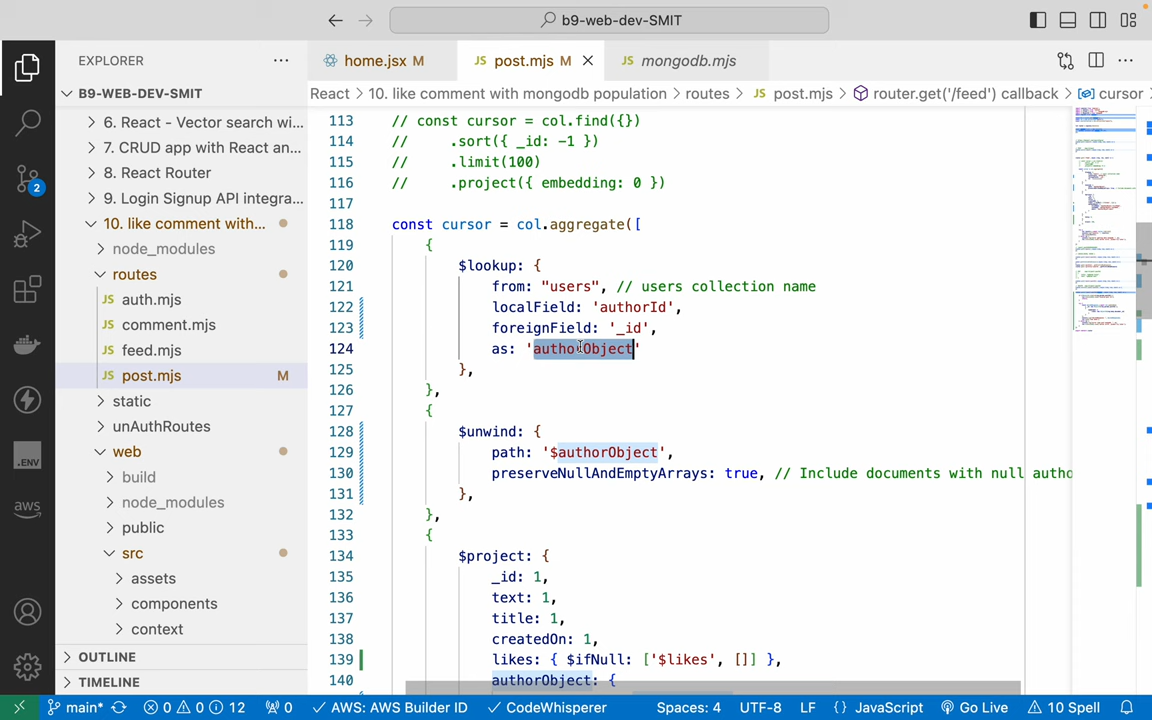 b9-web-dev-SMIT
EXPLORER
home.jsx M
JS post.mjs M
JS mongodb.mjs
B9-WEB-DEV-SMIT
React > 10. like comment with mongodb population > routes > JS post.mjs > router.get('/feed') callback > cursor
6. React - Vector search wi...
7. CRUD app with React an...
8. React Router
9. Login Signup API integra...
10. like comment with...
node_modules
routes
JS auth.mjs
JS comment.mjs
JS feed.mjs
JS post.mjs M
static
unAuthRoutes
web
build
node_modules
public
src
assets
components
context
OUTLINE
TIMELINE
113 // const cursor = col.find({})
114 // .sort({ _id: -1 })
115 // .limit(100)
116 // .project({ embedding: 0 })
117
118 const cursor = col.aggregate([
119 {
120 $lookup: {
121 from: "users", // users collection name
122 localField: 'authorId',
123 foreignField: '_id',
124 as: 'authorObject'
125 },
126 },
127 {
128 $unwind: {
129 path: '$authorObject',
130 preserveNullAndEmptyArrays: true, // Include documents with null autho
131 },
132 },
133 {
134 $project: {
135 _id: 1,
136 text: 1,
137 title: 1,
138 createdOn: 1,
139 likes: { $ifNull: ['$likes', []] },
140 authorObject: {
2
.ENV
aws
main* 0 0 12 0 AWS: AWS Builder ID CodeWhisperer Spaces: 4 UTF-8 LF {} JavaScript Go Live 10 Spell